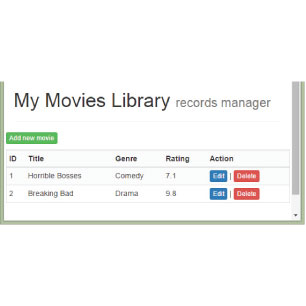 My Movies Library records manager
Add new movie
ID Title Genre Rating Action
1 Horrible Bosses Comedy 7.1 Edit | Delete
2 Breaking Bad Drama 9.8 Edit | Delete